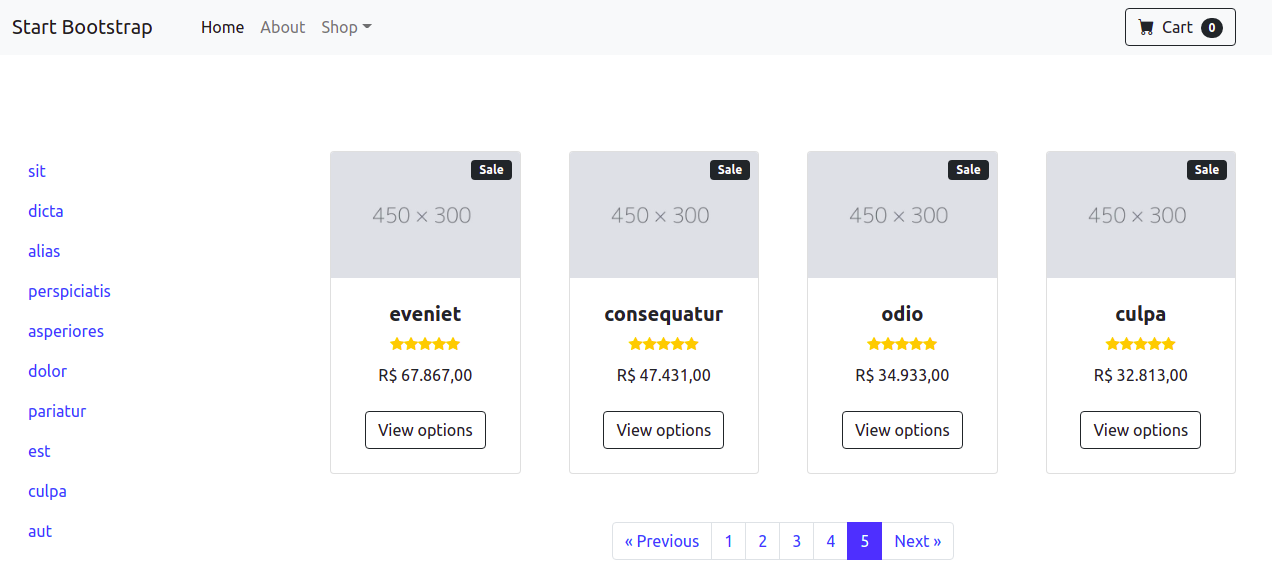 Start Bootstrap Home About Shop Cart 0
sit
dicta
alias
perspiciatis
asperiores
dolor
pariatur
est
culpa
aut
Sale Sale Sale Sale
450 × 300 450 × 300 450 × 300 450 × 300
eveniet consequatur odio culpa
R$ 67.867,00 R$ 47.431,00 R$ 34.933,00 R$ 32.813,00
View options View options View options View options
« Previous 1 2 3 4 5 Next »